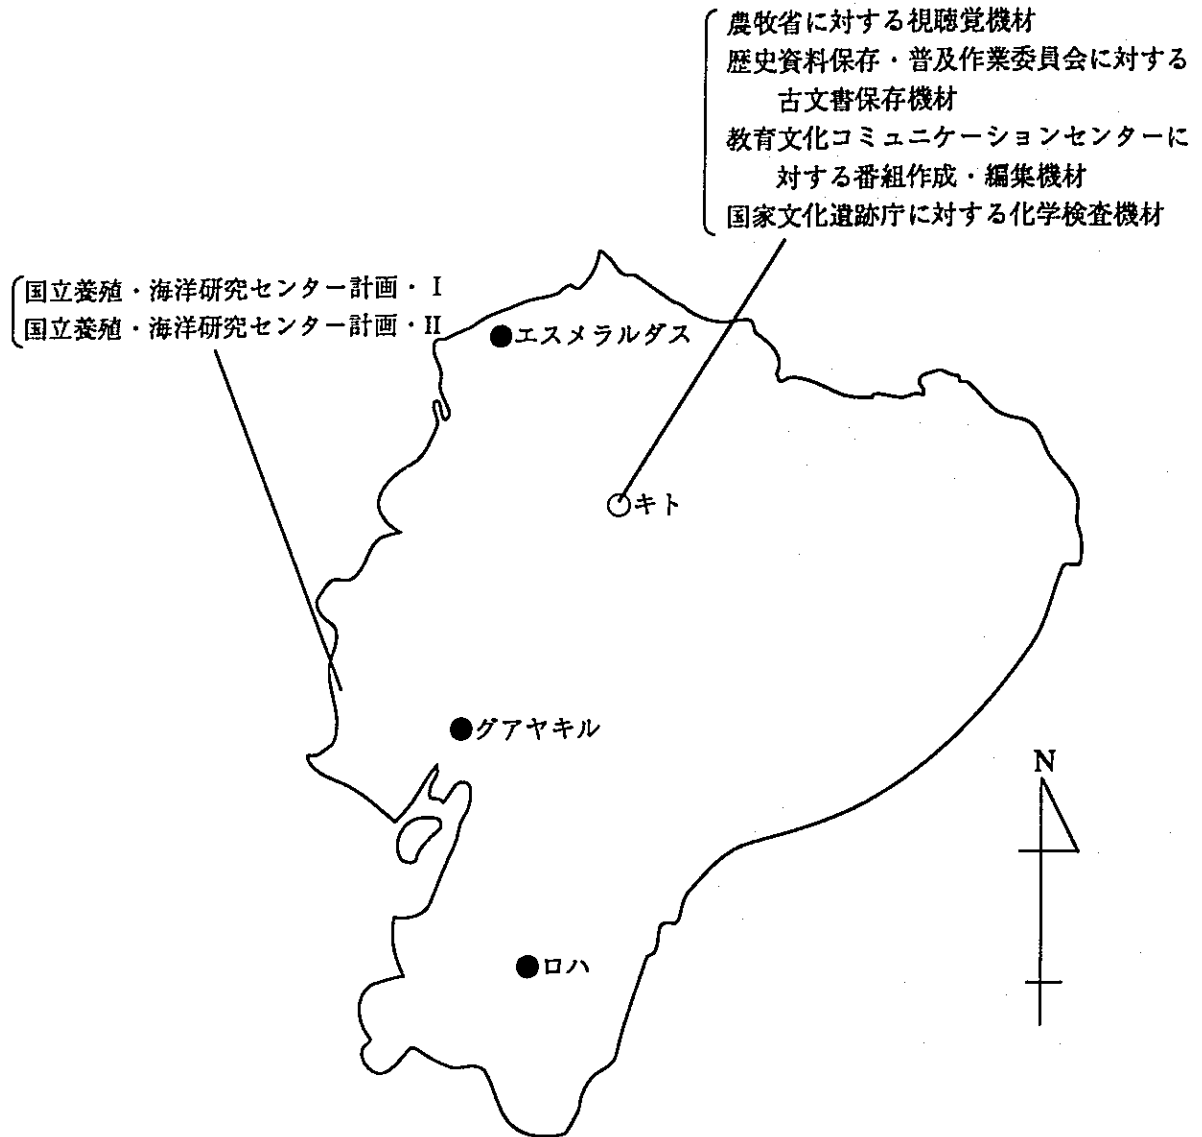 農牧省に対する視聴覚機材
歴史資料保存・普及作業委員会に対する
古文書保存機材
教育文化コミュニケーションセンターに
対する番組作成・編集機材
国家文化遺跡庁に対する化学検査機材
国立養殖・海洋研究センター計画・I
国立養殖・海洋研究センター計画・II
エスメラルダス
キト
グアヤキル
N
ロハ